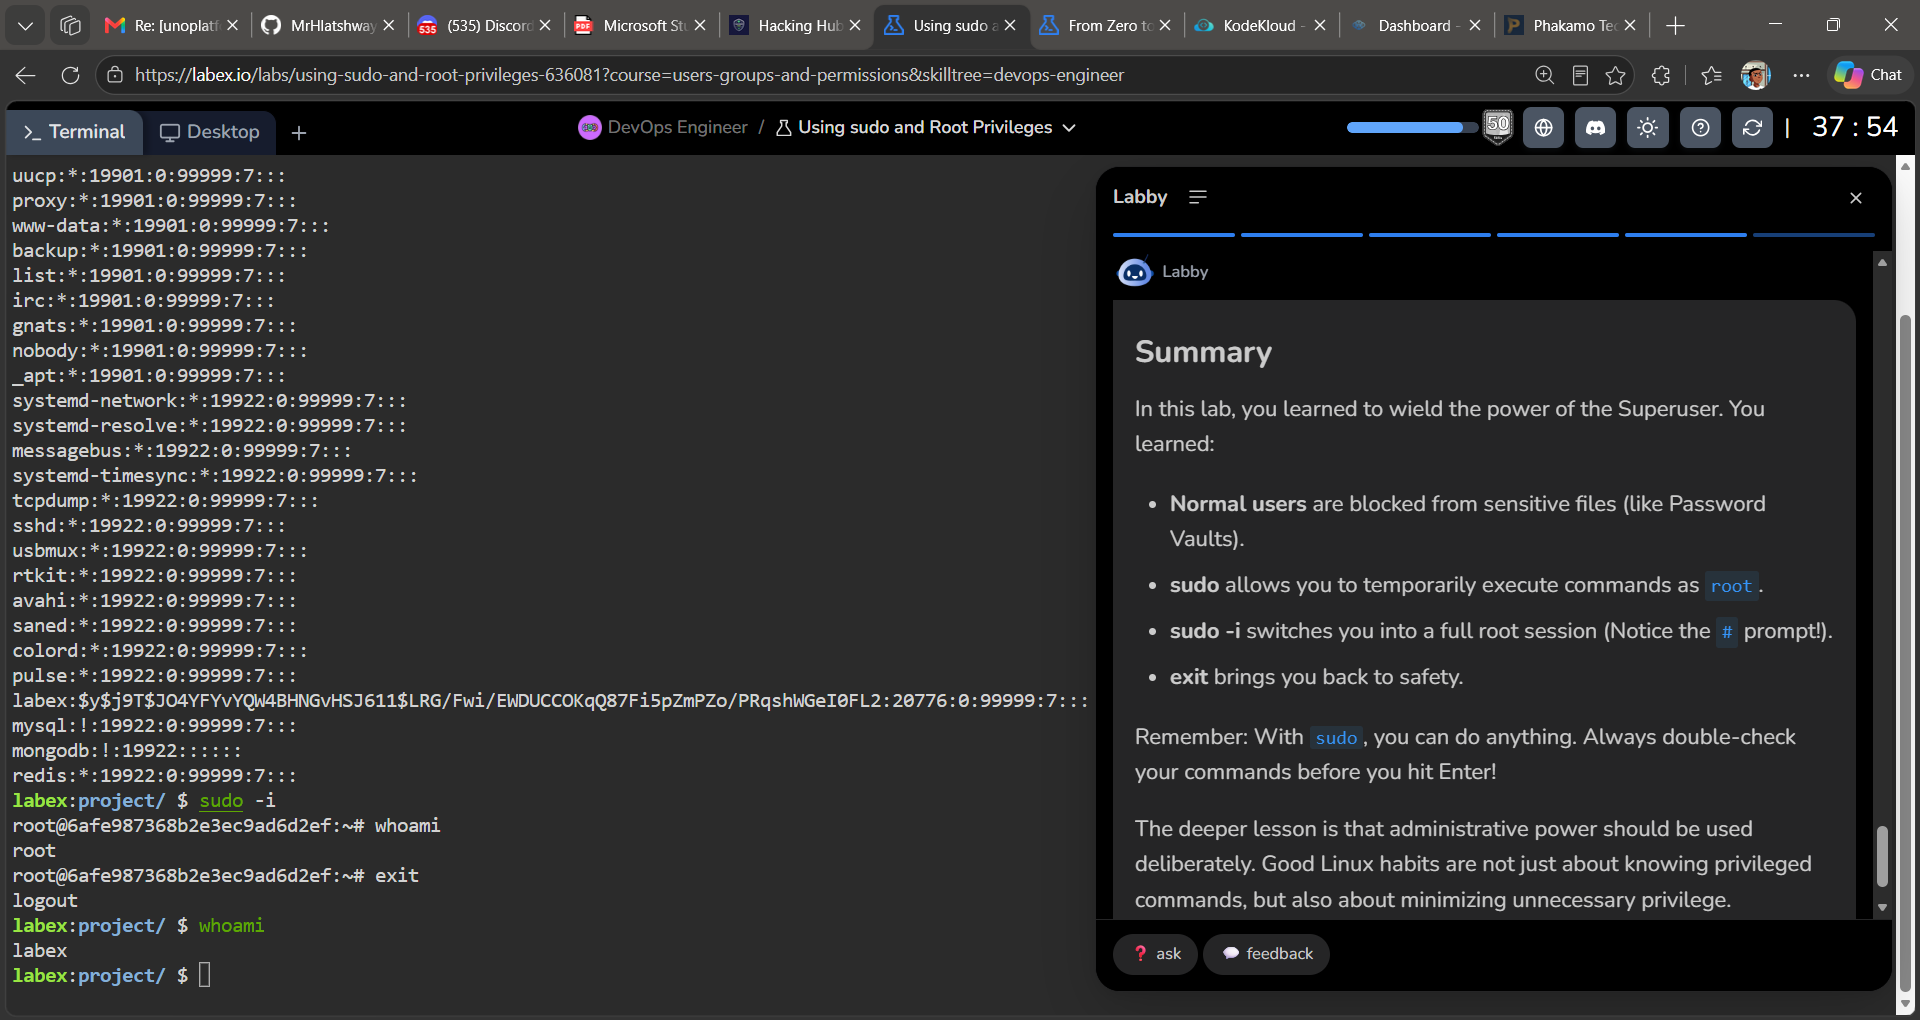 Re: [unoplatf
MrHlatshway
(535) Discord
Microsoft Stu
Hacking Hub
Using sudo a
From Zero to
KodeKloud -
Dashboard -
Phakamo Tec
https://labex.io/labs/using-sudo-and-root-privileges-636081?course=users-groups-and-permissions&skilltree=devops-engineer
Chat
>_ Terminal
Desktop
DevOps Engineer / Using sudo and Root Privileges
50
37 : 54
uucp:*:19901:0:99999:7:::
proxy:*:19901:0:99999:7:::
www-data:*:19901:0:99999:7:::
backup:*:19901:0:99999:7:::
list:*:19901:0:99999:7:::
irc:*:19901:0:99999:7:::
gnats:*:19901:0:99999:7:::
nobody:*:19901:0:99999:7:::
_apt:*:19901:0:99999:7:::
systemd-network:*:19922:0:99999:7:::
systemd-resolve:*:19922:0:99999:7:::
messagebus:*:19922:0:99999:7:::
systemd-timesync:*:19922:0:99999:7:::
tcpdump:*:19922:0:99999:7:::
sshd:*:19922:0:99999:7:::
usbmux:*:19922:0:99999:7:::
rtkit:*:19922:0:99999:7:::
avahi:*:19922:0:99999:7:::
saned:*:19922:0:99999:7:::
colord:*:19922:0:99999:7:::
pulse:*:19922:0:99999:7:::
labex:$y$j9T$JO4YFYvYQW4BHNGvHSJ611$LRG/Fwi/EWDUCCOKqQ87Fi5pZmPZo/PRqshWGeI0FL2:20776:0:99999:7:::
mysql:!:19922:0:99999:7:::
mongodb:!:19922::::::
redis:*:19922:0:99999:7:::
labex:project/ $ sudo -i
root@6afe987368b2e3ec9ad6d2ef:~# whoami
root
root@6afe987368b2e3ec9ad6d2ef:~# exit
logout
labex:project/ $ whoami
labex
labex:project/ $
Labby
Labby
Summary
In this lab, you learned to wield the power of the Superuser. You
learned:
• Normal users are blocked from sensitive files (like Password
Vaults).
• sudo allows you to temporarily execute commands as root.
• sudo -i switches you into a full root session (Notice the # prompt!).
• exit brings you back to safety.
Remember: With sudo, you can do anything. Always double-check
your commands before you hit Enter!
The deeper lesson is that administrative power should be used
deliberately. Good Linux habits are not just about knowing privileged
commands, but also about minimizing unnecessary privilege.
ask
feedback